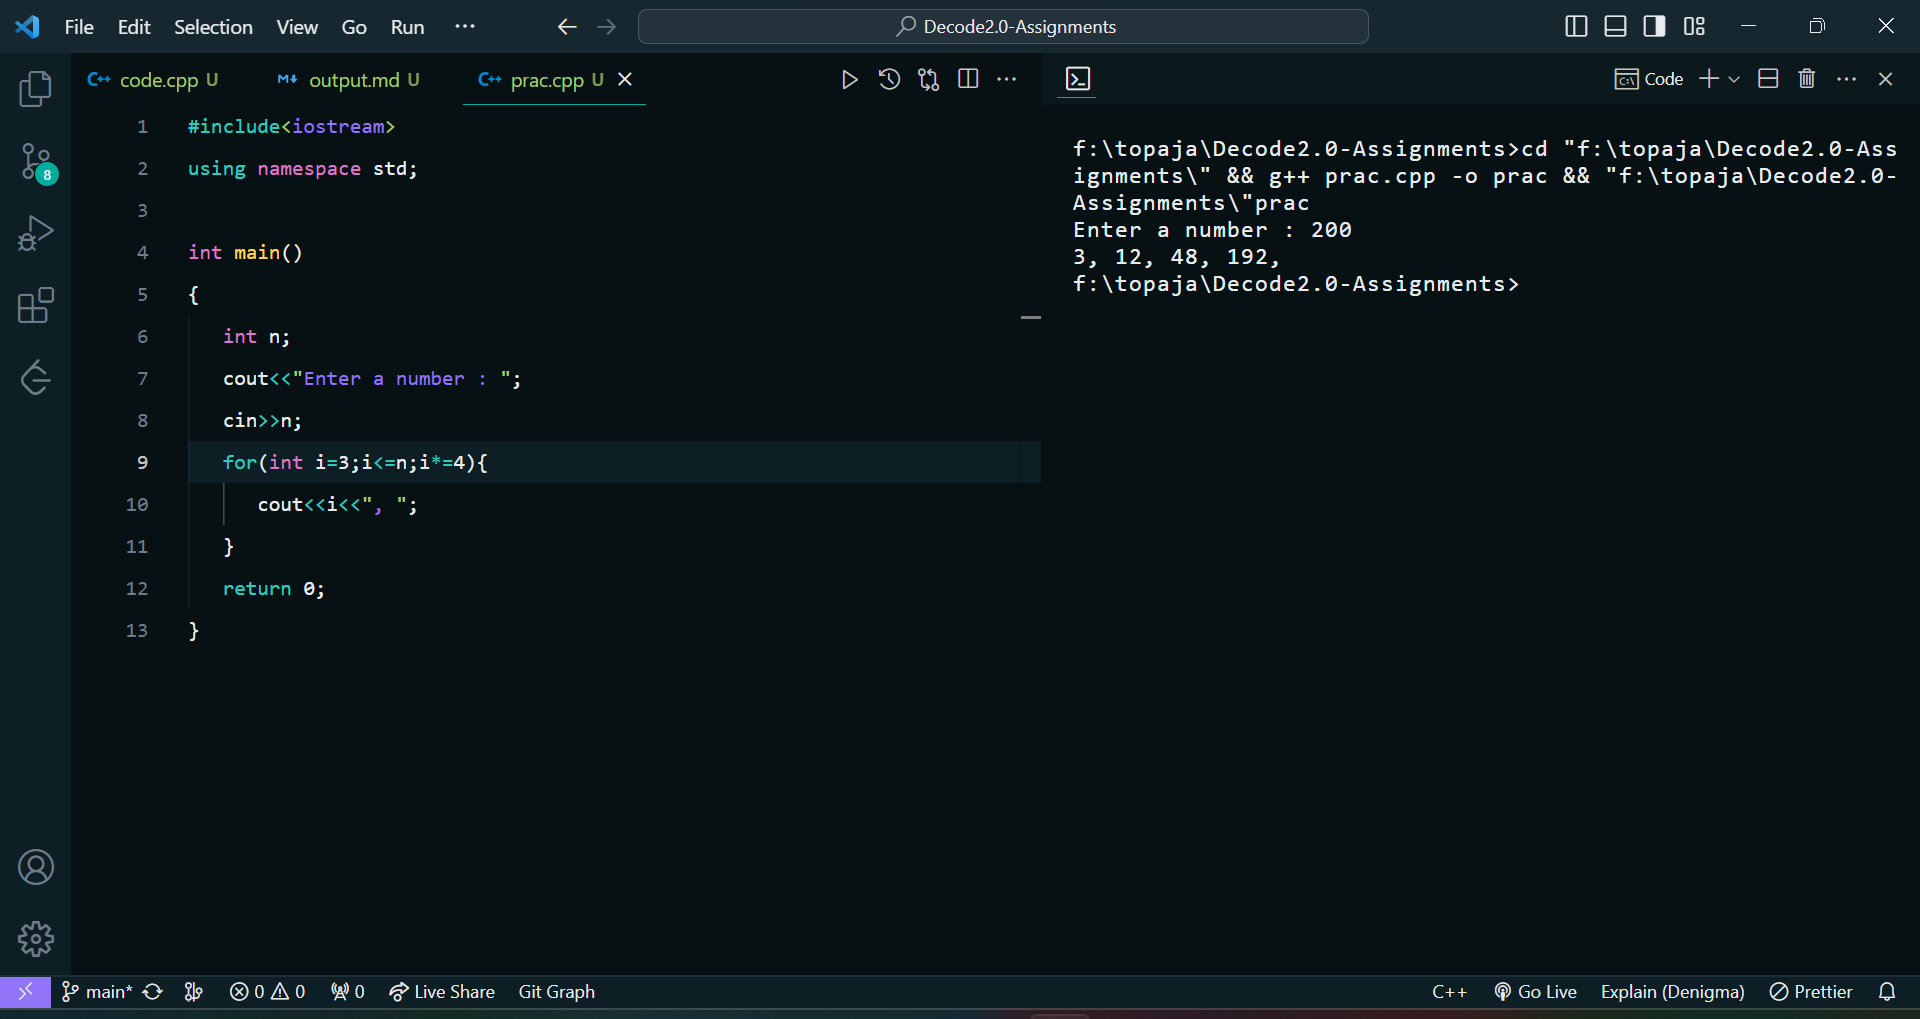 File Edit Selection View Go Run ··· Decode2.0-Assignments
code.cpp U output.md U prac.cpp U Code
1 #include<iostream>
2 using namespace std;
3
4 int main()
5 {
6 int n;
7 cout<<"Enter a number : ";
8 cin>>n;
9 for(int i=3;i<=n;i*=4){
10 cout<<i<<", ";
11 }
12 return 0;
13 }
f:\topaja\Decode2.0-Assignments>cd "f:\topaja\Decode2.0-Ass
ignments\" && g++ prac.cpp -o prac && "f:\topaja\Decode2.0-
Assignments\"prac
Enter a number : 200
3, 12, 48, 192,
f:\topaja\Decode2.0-Assignments>
8
main* 0 0 0 Live Share Git Graph C++ Go Live Explain (Denigma) Prettier